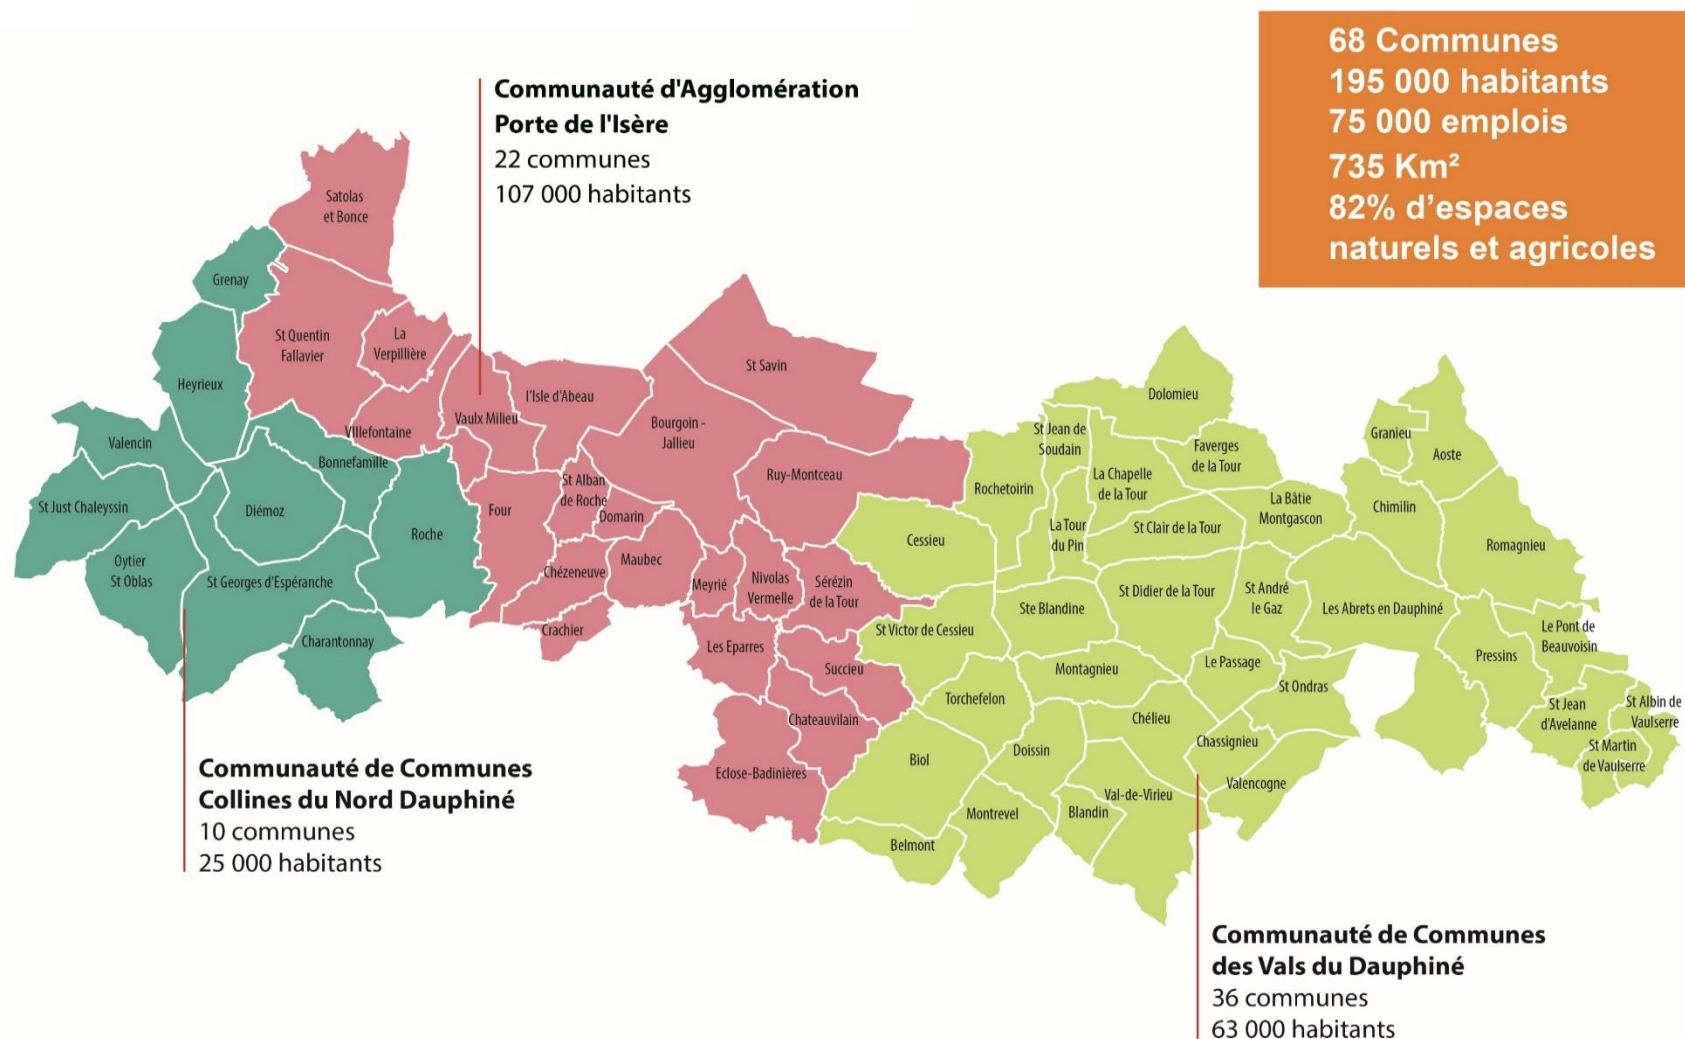 68 Communes
195 000 habitants
75 000 emplois
735 Km²
82% d’espaces
naturels et agricoles
Communauté d'Agglomération
Porte de l'Isère
22 communes
107 000 habitants
Satolas
et Bonce
Grenay
St Quentin
Fallavier
La
Verpillière
Heyrieux
Villefontaine
Vaulx Milieu
l'Isle d'Abeau
St Savin
Bourgoin -
Jallieu
Ruy-Montceau
Valencin
Bonnefamille
St Just Chaleyssin
Diémoz
Roche
Four
St Alban
de Roche
Domarin
Oytier
St Oblas
St Georges d'Espéranche
Charantonnay
Chézeneuve
Maubec
Crachier
Meyrié
Nivolas
Vermelle
Sérézin
de la Tour
Les Eparres
Succieu
Chateauvilain
Eclose-Badinières
Dolomieu
St Jean de
Soudain
Rochetoirin
La Chapelle
de la Tour
Faverges
de la Tour
Granieu
Aoste
Chimilin
La Bâtie
Montgascon
St Clair de la Tour
La Tour
du Pin
Cessieu
Romagnieu
St Didier de la Tour
St André
le Gaz
Les Abrets en Dauphiné
Ste Blandine
St Victor de Cessieu
Le Pont de
Beauvoisin
Pressins
Montagnieu
Le Passage
St Ondras
Torchefelon
Chélieu
St Jean
d'Avelanne
St Albin de
Vaulserre
St Martin
de Vaulserre
Doissin
Chassignieu
Biol
Valencogne
Val-de-Virieu
Blandin
Montrevel
Belmont
Communauté de Communes
Collines du Nord Dauphiné
10 communes
25 000 habitants
Communauté de Communes
des Vals du Dauphiné
36 communes
63 000 habitants